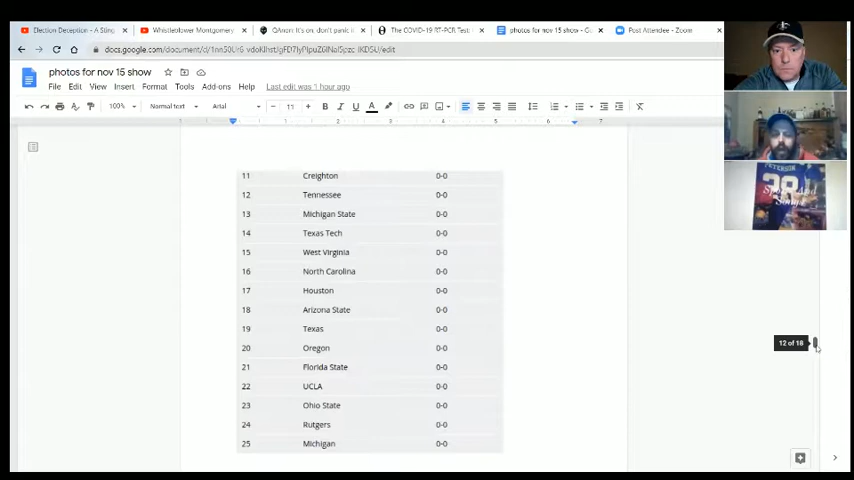 Election Deception - A Sting
Whistleblower Montgomery
QAnon: It's on, don't panic it
The COVID-19 RT-PCR Test:
photos for nov 15 show - Go
Post Attendee - Zoom
photos for nov 15 show
File Edit View Insert Format Tools Add-ons Help Last edit was 1 hour ago
100% Normal text Arial 11
11 Creighton 0-0
12 Tennessee 0-0
13 Michigan State 0-0
14 Texas Tech 0-0
15 West Virginia 0-0
16 North Carolina 0-0
17 Houston 0-0
18 Arizona State 0-0
19 Texas 0-0
20 Oregon 0-0
21 Florida State 0-0
22 UCLA 0-0
23 Ohio State 0-0
24 Rutgers 0-0
25 Michigan 0-0
12 of 18
PETERSON
28